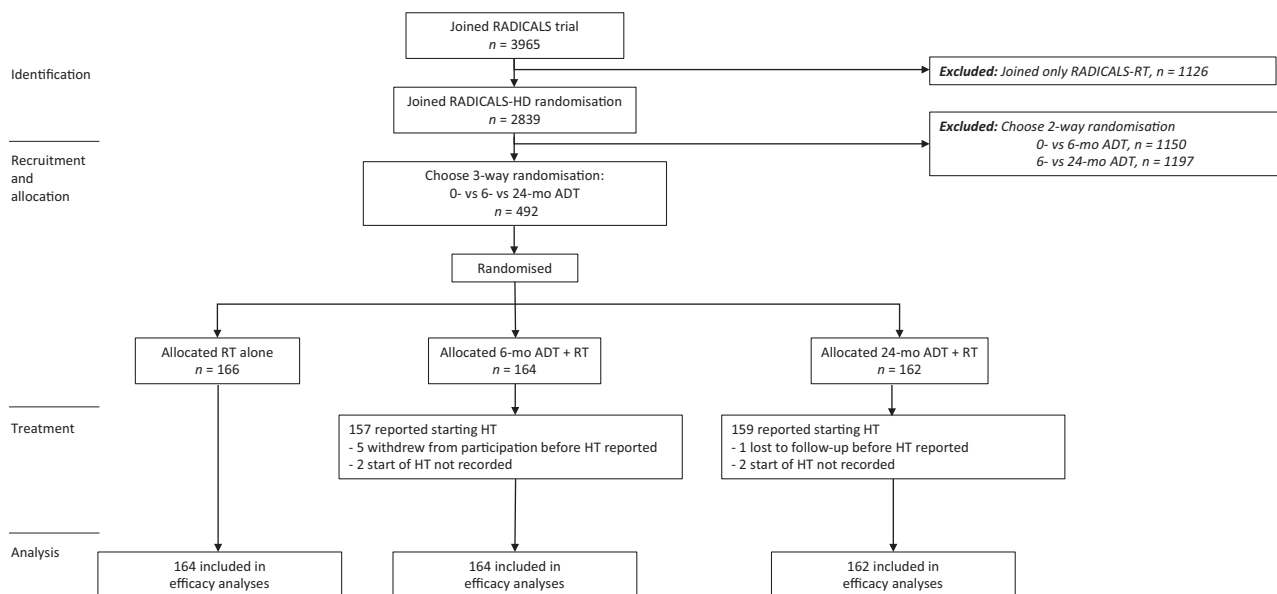 Joined RADICALS trial
n = 3965
Identification
Excluded: Joined only RADICALS-RT, n = 1126
Joined RADICALS-HD randomisation
n = 2839
Excluded: Choose 2-way randomisation
0- vs 6-mo ADT, n = 1150
6- vs 24-mo ADT, n = 1197
Recruitment
and
allocation
Choose 3-way randomisation:
0- vs 6- vs 24-mo ADT
n = 492
Randomised
Allocated RT alone
n = 166
Allocated 6-mo ADT + RT
n = 164
Allocated 24-mo ADT + RT
n = 162
Treatment
157 reported starting HT
- 5 withdrew from participation before HT reported
- 2 start of HT not recorded
159 reported starting HT
- 1 lost to follow-up before HT reported
- 2 start of HT not recorded
Analysis
164 included in
efficacy analyses
164 included in
efficacy analyses
162 included in
efficacy analyses